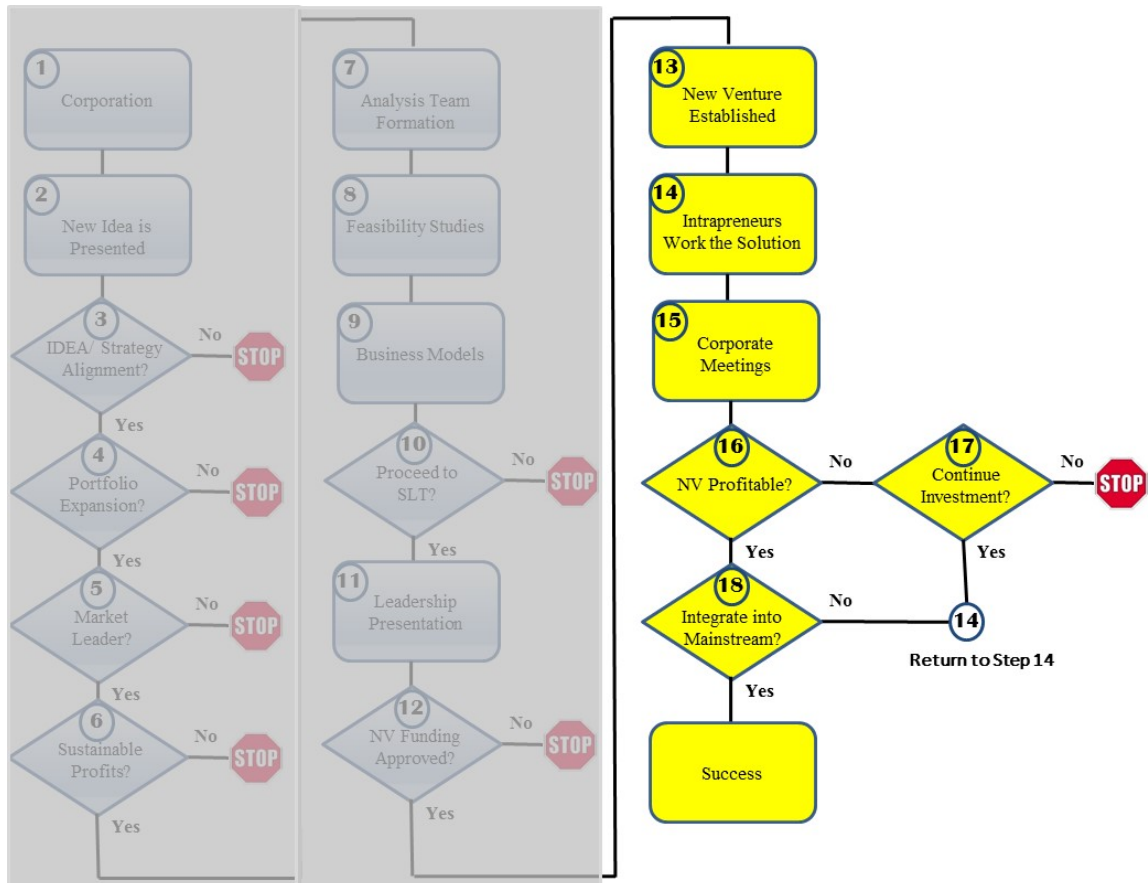 1
Corporation
2
New Idea is
Presented
3
IDEA/ Strategy
Alignment?
No
STOP
Yes
4
Portfolio
Expansion?
No
STOP
Yes
5
Market
Leader?
No
STOP
Yes
6
Sustainable
Profits?
No
STOP
Yes
7
Analysis Team
Formation
8
Feasibility Studies
9
Business Models
10
Proceed to
SLT?
No
STOP
Yes
11
Leadership
Presentation
12
NV Funding
Approved?
No
STOP
Yes
13
New Venture
Established
14
Intrapreneurs
Work the Solution
15
Corporate
Meetings
16
NV Profitable?
No
17
Continue
Investment?
No
STOP
Yes
Yes
18
Integrate into
Mainstream?
No
14
Return to Step 14
Yes
Success